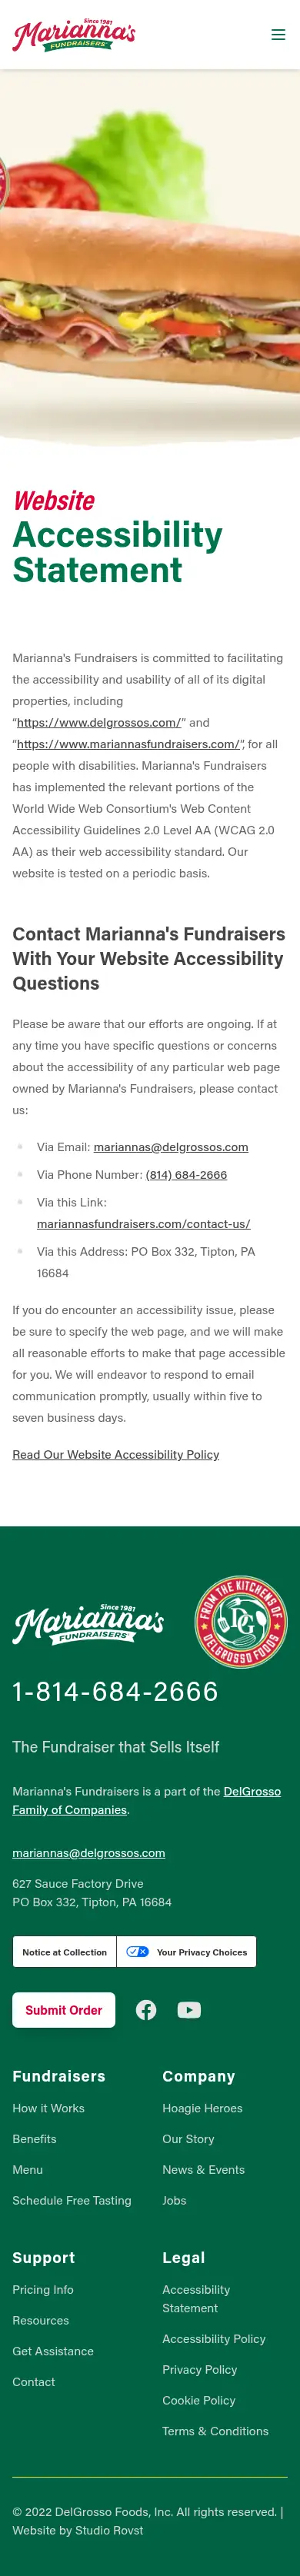 Since 1981
Marianna's
FUNDRAISERS
Website
Accessibility
Statement
Marianna's Fundraisers is committed to facilitating
the accessibility and usability of all of its digital
properties, including
“https://www.delgrossos.com/” and
“https://www.mariannasfundraisers.com/”, for all
people with disabilities. Marianna's Fundraisers
has implemented the relevant portions of the
World Wide Web Consortium's Web Content
Accessibility Guidelines 2.0 Level AA (WCAG 2.0
AA) as their web accessibility standard. Our
website is tested on a periodic basis.
Contact Marianna's Fundraisers
With Your Website Accessibility
Questions
Please be aware that our efforts are ongoing. If at
any time you have specific questions or concerns
about the accessibility of any particular web page
owned by Marianna's Fundraisers, please contact
us:
Via Email: mariannas@delgrossos.com
Via Phone Number: (814) 684-2666
Via this Link:
mariannasfundraisers.com/contact-us/
Via this Address: PO Box 332, Tipton, PA
16684
If you do encounter an accessibility issue, please
be sure to specify the web page, and we will make
all reasonable efforts to make that page accessible
for you. We will endeavor to respond to email
communication promptly, usually within five to
seven business days.
Read Our Website Accessibility Policy
Since 1981
Marianna's
FUNDRAISERS
FROM THE KITCHENS OF
DG
DELGROSSO FOODS
1-814-684-2666
The Fundraiser that Sells Itself
Marianna's Fundraisers is a part of the DelGrosso
Family of Companies.
mariannas@delgrossos.com
627 Sauce Factory Drive
PO Box 332, Tipton, PA 16684
Notice at Collection
Your Privacy Choices
Submit Order
Fundraisers
How it Works
Benefits
Menu
Schedule Free Tasting
Company
Hoagie Heroes
Our Story
News & Events
Jobs
Support
Pricing Info
Resources
Get Assistance
Contact
Legal
Accessibility
Statement
Accessibility Policy
Privacy Policy
Cookie Policy
Terms & Conditions
© 2022 DelGrosso Foods, Inc. All rights reserved. |
Website by Studio Rovst